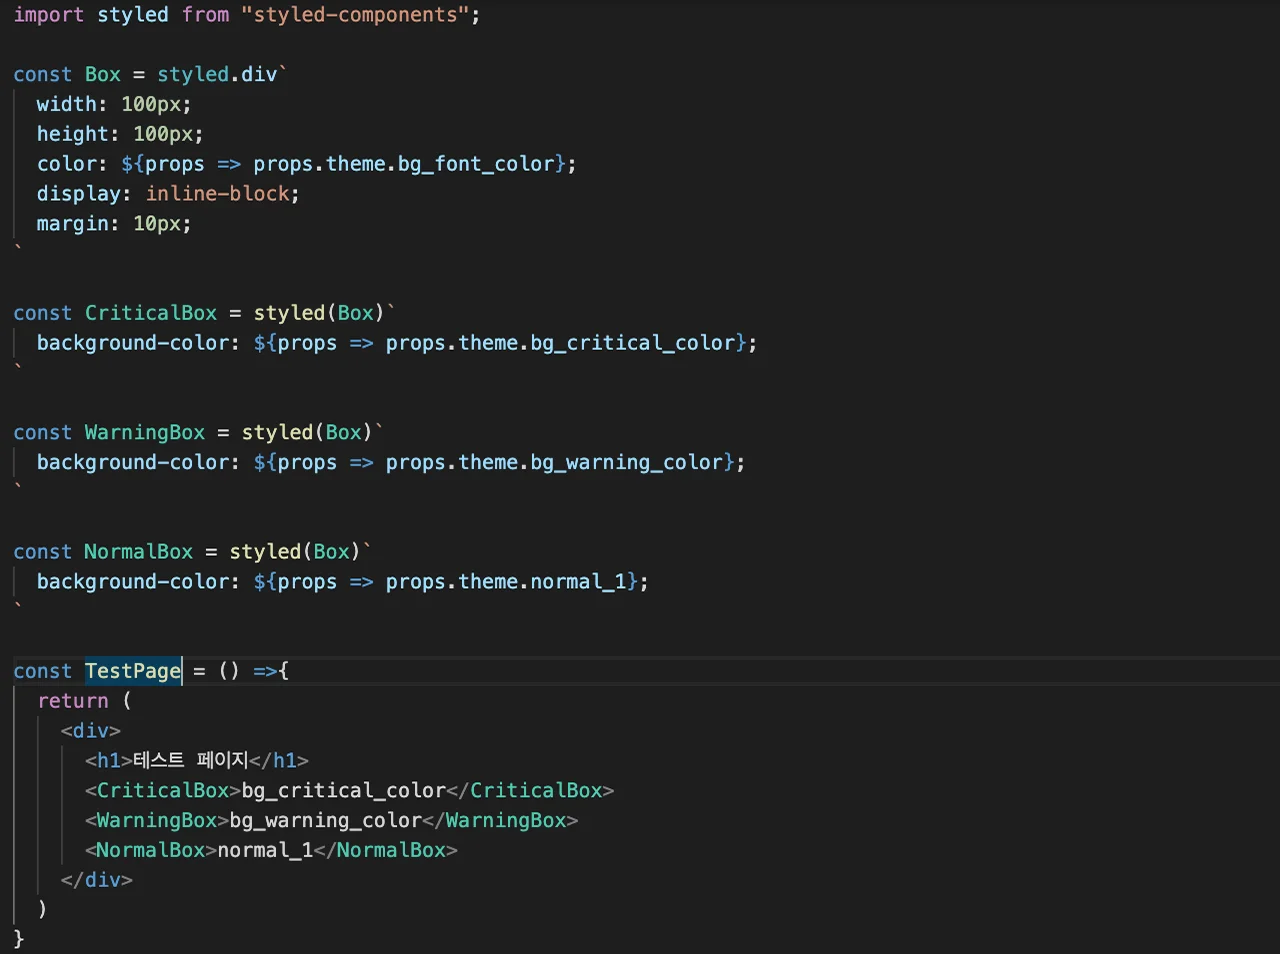 import styled from "styled-components";
const Box = styled.div`
width: 100px;
height: 100px;
color: ${props => props.theme.bg_font_color};
display: inline-block;
margin: 10px;
`
const CriticalBox = styled(Box)`
background-color: ${props => props.theme.bg_critical_color};
`
const WarningBox = styled(Box)`
background-color: ${props => props.theme.bg_warning_color};
`
const NormalBox = styled(Box)`
background-color: ${props => props.theme.normal_1};
`
const TestPage = () =>{
return (
<div>
<h1>테스트 페이지</h1>
<CriticalBox>bg_critical_color</CriticalBox>
<WarningBox>bg_warning_color</WarningBox>
<NormalBox>normal_1</NormalBox>
</div>
)
}